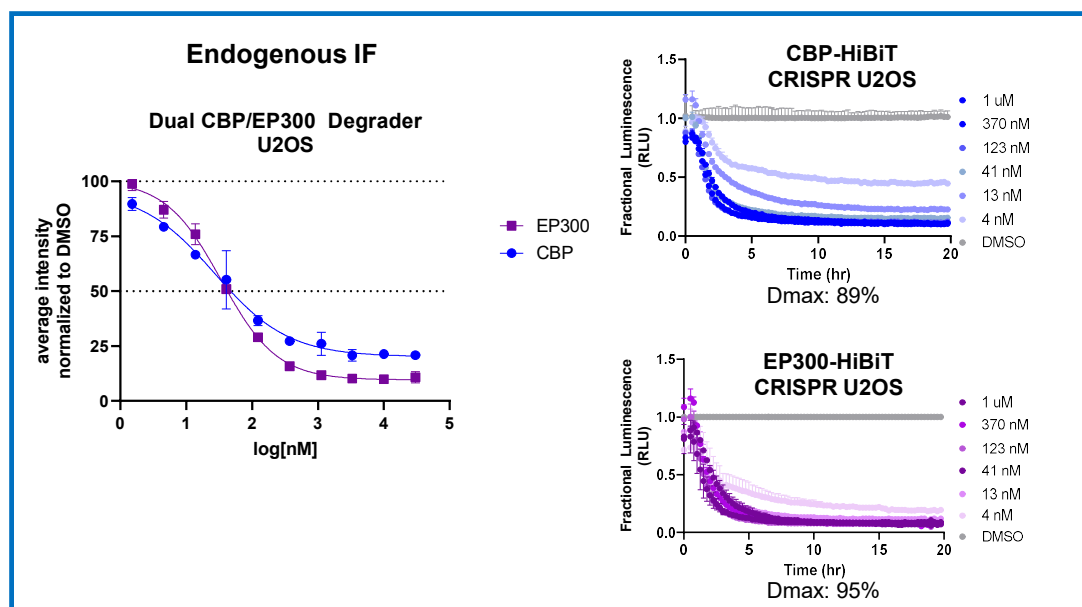 Endogenous IF
Dual CBP/EP300 Degrader
U2OS
average intensity
normalized to DMSO
100
75
50
25
0
0
1
2
3
4
5
log[nM]
EP300
CBP
CBP-HiBiT
CRISPR U2OS
Fractional Luminescence
(RLU)
1.5
1.0
0.5
0.0
0
5
10
15
20
Time (hr)
1 uM
370 nM
123 nM
41 nM
13 nM
4 nM
DMSO
Dmax: 89%
EP300-HiBiT
CRISPR U2OS
Fractional Luminescence
(RLU)
1.5
1.0
0.5
0.0
0
5
10
15
20
Time (hr)
1 uM
370 nM
123 nM
41 nM
13 nM
4 nM
DMSO
Dmax: 95%